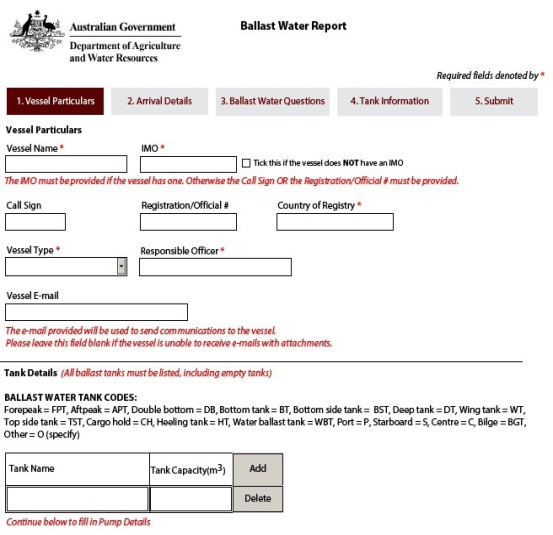 Australian Government
Ballast Water Report
Department of Agriculture
and Water Resources
Required fields denoted by *
1. Vessel Particulars 2. Arrival Details 3. Ballast Water Questions 4. Tank Information 5. Submit
Vessel Particulars
Vessel Name * IMO *
Tick this if the vessel does NOT have an IMO
The IMO must be provided if the vessel has one. Otherwise the Call Sign OR the Registration/Official # must be provided.
Call Sign Registration/Official # Country of Registry *
Vessel Type * Responsible Officer *
Vessel E-mail
The e-mail provided will be used to send communications to the vessel.
Please leave this field blank if the vessel is unable to receive e-mails with attachments.
Tank Details (All ballast tanks must be listed, including empty tanks)
BALLAST WATER TANK CODES:
Forepeak = FPT, Aftpeak = APT, Double bottom = DB, Bottom tank = BT, Bottom side tank = BST, Deep tank = DT, Wing tank = WT,
Top side tank = TST, Cargo hold = CH, Heeling tank = HT, Water ballast tank = WBT, Port = P, Starboard = S, Centre = C, Bilge = BGT,
Other = O (specify)
Tank Name Tank Capacity(m3) Add
Delete
Continue below to fill in Pump Details